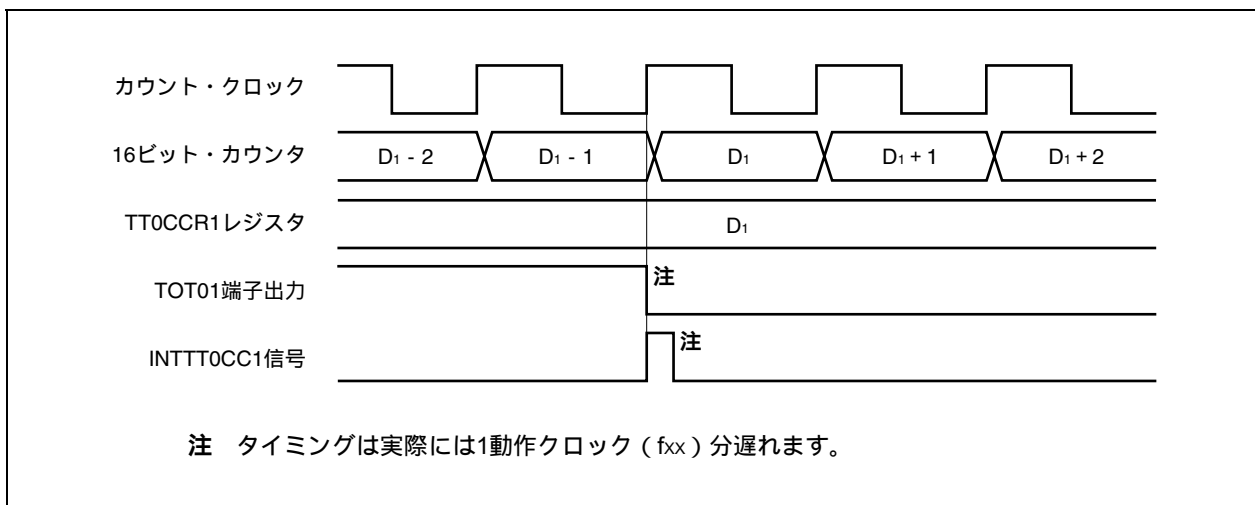 カウント・クロック
16ビット・カウンタ D1 - 2 D1 - 1 D1 D1 + 1 D1 + 2
TT0CCR1レジスタ D1
TOT01端子出力 注
INTTT0CC1信号 注
注 タイミングは実際には1動作クロック（fxx）分遅れます。